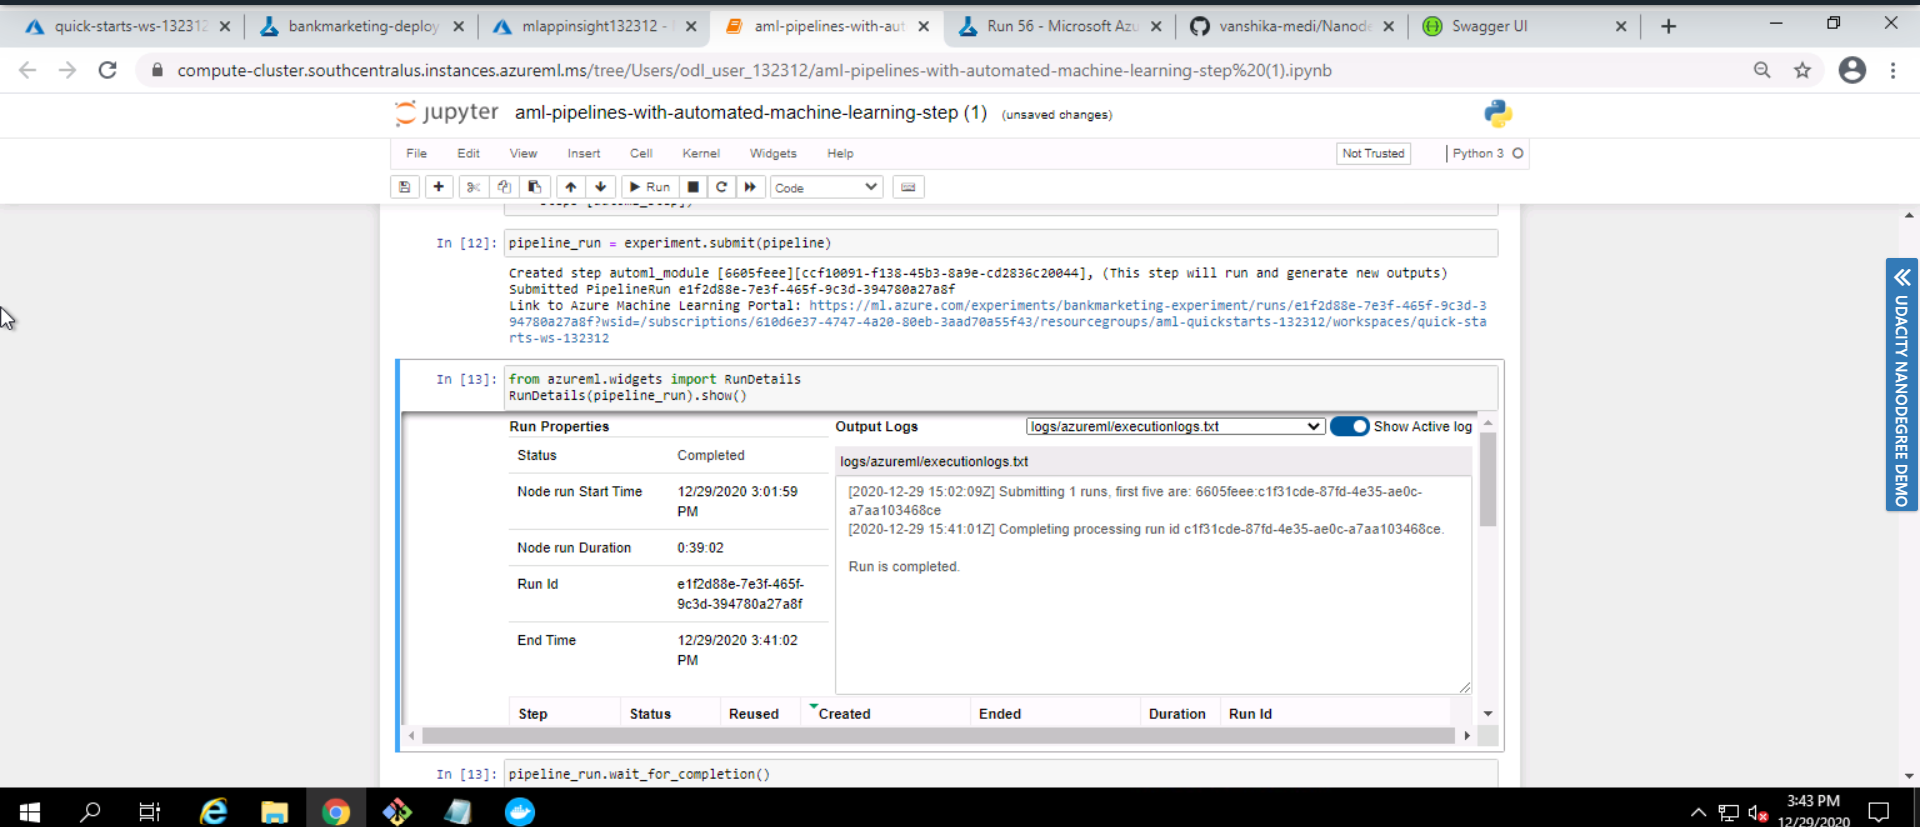 quick-starts-ws-132312
bankmarketing-deploy
mlappinsight132312 -
aml-pipelines-with-aut
Run 56 - Microsoft Azu
vanshika-medi/Nanode
Swagger UI
compute-cluster.southcentralus.instances.azureml.ms/tree/Users/odl_user_132312/aml-pipelines-with-automated-machine-learning-step%20(1).ipynb
jupyter aml-pipelines-with-automated-machine-learning-step (1) (unsaved changes)
File Edit View Insert Cell Kernel Widgets Help Not Trusted Python 3
Run Code
In [12]: pipeline_run = experiment.submit(pipeline)
Created step automl_module [6605feee][ccf10091-f138-45b3-8a9e-cd2836c20044], (This step will run and generate new outputs)
Submitted PipelineRun e1f2d88e-7e3f-465f-9c3d-394780a27a8f
Link to Azure Machine Learning Portal: https://ml.azure.com/experiments/bankmarketing-experiment/runs/e1f2d88e-7e3f-465f-9c3d-3
94780a27a8f?wsid=/subscriptions/610d6e37-4747-4a20-80eb-3aad70a55f43/resourcegroups/aml-quickstarts-132312/workspaces/quick-sta
rts-ws-132312
In [13]: from azureml.widgets import RunDetails
RunDetails(pipeline_run).show()
Run Properties
Status Completed
Node run Start Time 12/29/2020 3:01:59
PM
Node run Duration 0:39:02
Run Id e1f2d88e-7e3f-465f-
9c3d-394780a27a8f
End Time 12/29/2020 3:41:02
PM
Output Logs logs/azureml/executionlogs.txt Show Active log
logs/azureml/executionlogs.txt
[2020-12-29 15:02:09Z] Submitting 1 runs, first five are: 6605feee:c1f31cde-87fd-4e35-ae0c-
a7aa103468ce
[2020-12-29 15:41:01Z] Completing processing run id c1f31cde-87fd-4e35-ae0c-a7aa103468ce.
Run is completed.
Step Status Reused Created Ended Duration Run Id
In [13]: pipeline_run.wait_for_completion()
UDACITY NANODEGREE DEMO
3:43 PM
12/29/2020